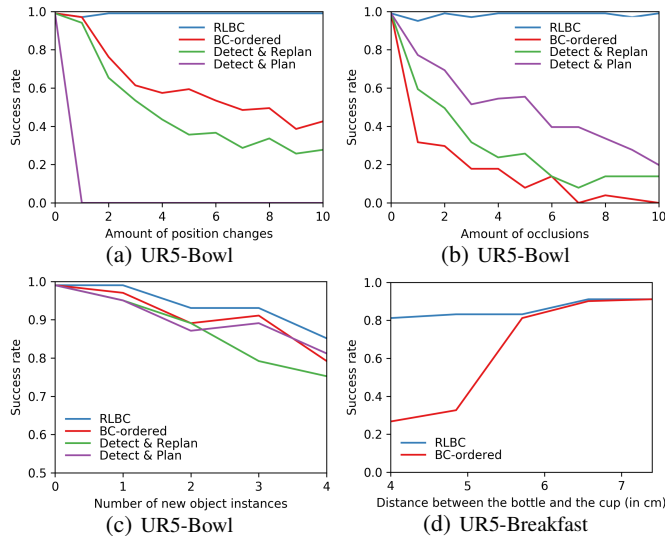 1.0
0.8
0.6
0.4
0.2
0.0
Success rate
RLBC
BC-ordered
Detect & Replan
Detect & Plan
0 2 4 6 8 10
Amount of position changes
(a) UR5-Bowl
1.0
0.8
0.6
0.4
0.2
0.0
Success rate
RLBC
BC-ordered
Detect & Replan
Detect & Plan
0 2 4 6 8 10
Amount of occlusions
(b) UR5-Bowl
1.0
0.9
0.8
0.7
0.6
0.5
Success rate
RLBC
BC-ordered
Detect & Replan
Detect & Plan
0 1 2 3 4
Number of new object instances
(c) UR5-Bowl
1.0
0.8
0.6
0.4
0.2
0.0
Success rate
RLBC
BC-ordered
4 5 6 7
Distance between the bottle and the cup (in cm)
(d) UR5-Breakfast